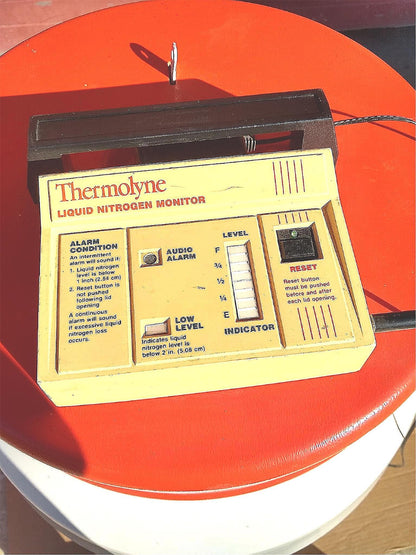 Thermolyne
LIQUID NITROGEN MONITOR
ALARM
CONDITION
An intermittent
alarm will sound if:
1. Liquid nitrogen
level is below
1 inch (2.54 cm)
2. Reset button is
not pushed
following lid
opening
A continuous
alarm will sound
if excessive liquid
nitrogen loss
occurs.
AUDIO
ALARM
LOW
LEVEL
Indicates liquid
nitrogen level is
below 2 in. (5.08 cm)
LEVEL
F
3/4
1/2
1/4
E
INDICATOR
RESET
Reset button
must be pushed
before and after
each lid opening.